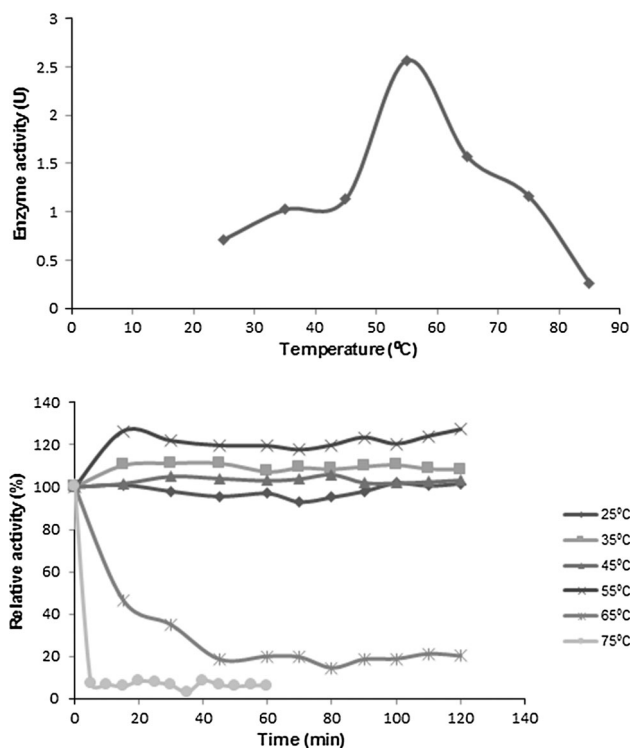 3
2.5
2
1.5
1
0.5
0
Enzyme activity (U)
0 10 20 30 40 50 60 70 80 90
Temperature (⁰C)
140
120
100
80
60
40
20
0
Relative activity (%)
0 20 40 60 80 100 120 140
Time (min)
25⁰C
35⁰C
45⁰C
55⁰C
65⁰C
75⁰C